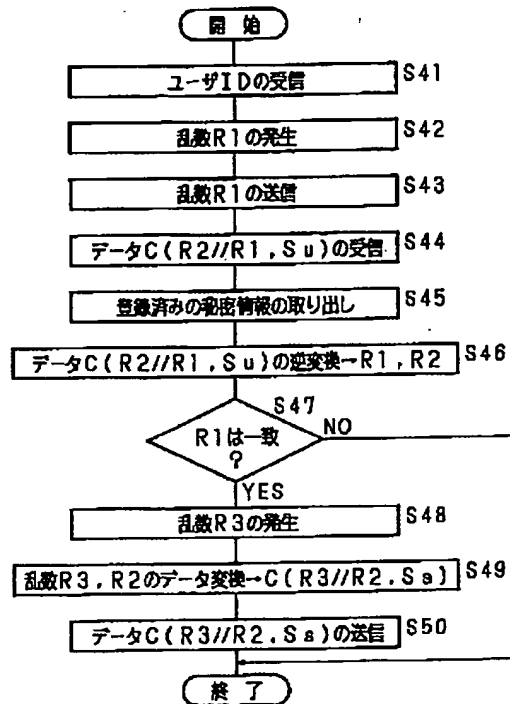 開始
ユーザIDの受信 S41
乱数R1の発生 S42
乱数R1の送信 S43
データC(R2//R1,Su)の受信 S44
登録済みの秘密情報の取り出し S45
データC(R2//R1,Su)の逆変換→R1,R2 S46
S47
R1は一致 NO
?
YES
乱数R3の発生 S48
乱数R3,R2のデータ変換→C(R3//R2,Ss) S49
データC(R3//R2,Ss)の送信 S50
終了